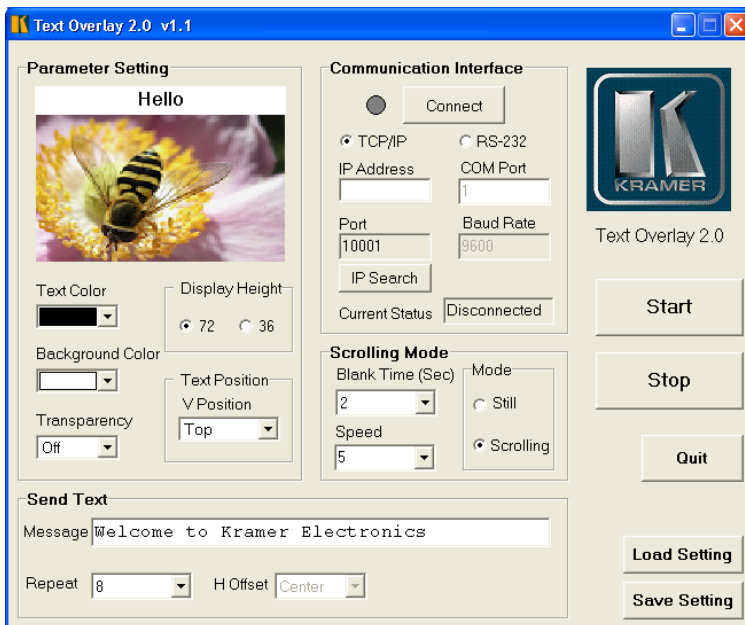 Text Overlay 2.0 v1.1
Parameter Setting
Hello
Text Color
Background Color
Transparency
Off
Display Height
72
36
Text Position
V Position
Top
Communication Interface
Connect
TCP/IP
RS-232
IP Address
COM Port
1
Port
Baud Rate
10001
9600
IP Search
Current Status
Disconnected
Scrolling Mode
Blank Time (Sec)
2
Speed
5
Mode
Still
Scrolling
KRAMER
Text Overlay 2.0
Start
Stop
Quit
Load Setting
Save Setting
Send Text
Message
Welcome to Kramer Electronics
Repeat
8
H Offset
Center